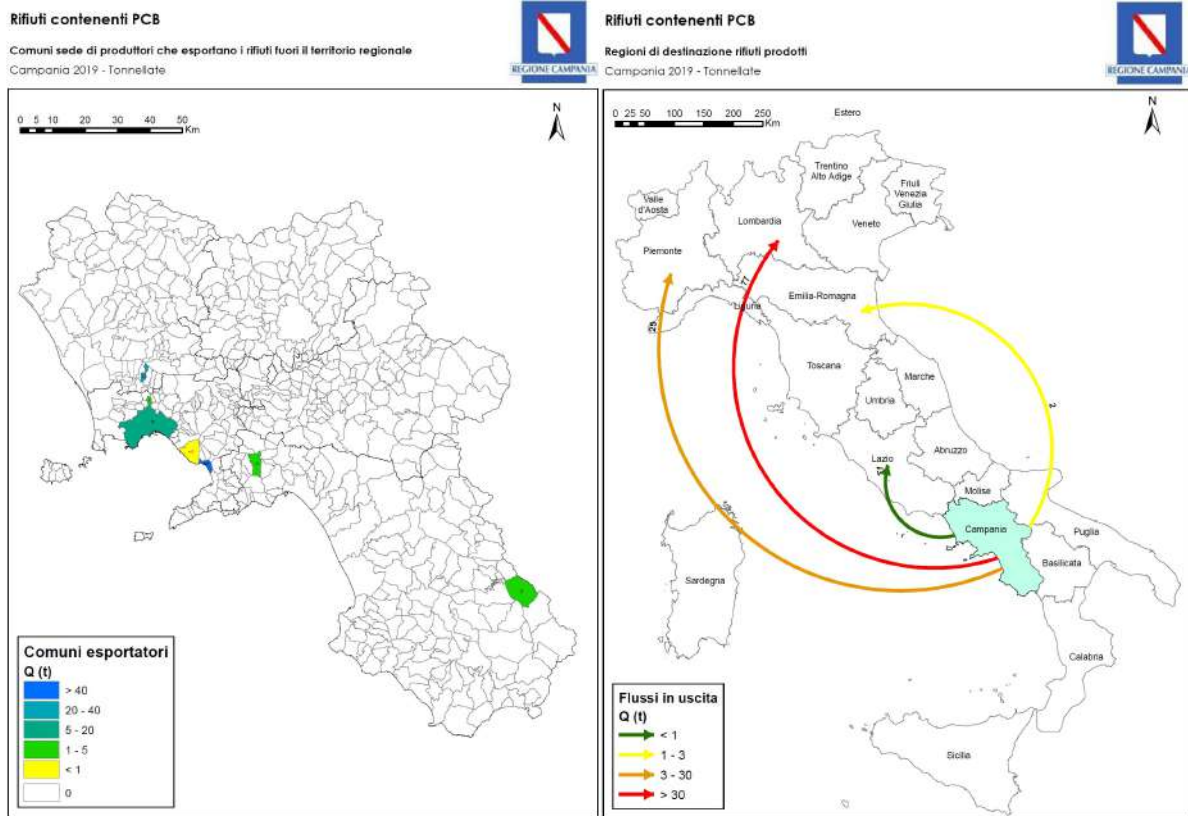 Rifiuti contenenti PCB
Comuni sede di produttori che esportano i rifiuti fuori il territorio regionale
Campania 2019 - Tonnellate
REGIONE CAMPANIA
N
0 5 10 20 30 40 50
Km
Comuni esportatori
Q (t)
> 40
20 - 40
5 - 20
1 - 5
< 1
0
Rifiuti contenenti PCB
Regioni di destinazione rifiuti prodotti
Campania 2019 - Tonnellate
REGIONE CAMPANIA
N
0 25 50 100 150 200 250
Km
Estero
Trentino
Alto Adige
Friuli
Venezia
Giulia
Valle
d'Aosta
Lombardia
Veneto
Piemonte
77
Emilia-Romagna
Liguria
25
Toscana
Marche
Umbria
2
Abruzzo
Lazio
Molise
Campania
Puglia
Basilicata
Sardegna
Calabria
Sicilia
Flussi in uscita
Q (t)
< 1
1 - 3
3 - 30
> 30